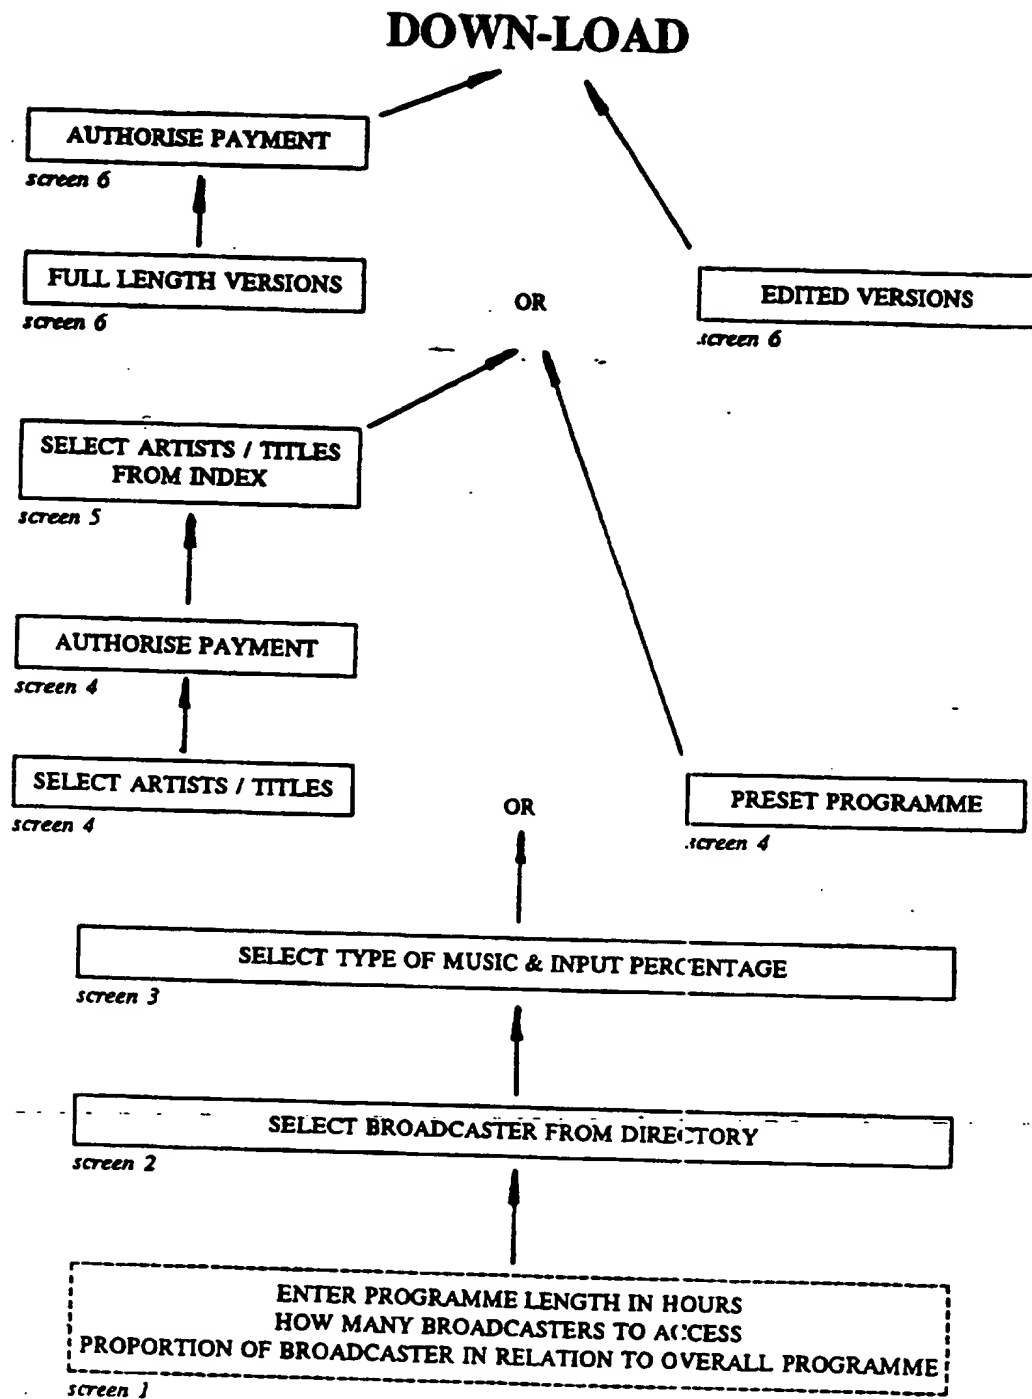 DOWN-LOAD
AUTHORISE PAYMENT
screen 6
FULL LENGTH VERSIONS
screen 6
OR
EDITED VERSIONS
screen 6
SELECT ARTISTS / TITLES
FROM INDEX
screen 5
AUTHORISE PAYMENT
screen 4
SELECT ARTISTS / TITLES
screen 4
OR
PRESET PROGRAMME
screen 4
SELECT TYPE OF MUSIC & INPUT PERCENTAGE
screen 3
SELECT BROADCASTER FROM DIRECTORY
screen 2
ENTER PROGRAMME LENGTH IN HOURS
HOW MANY BROADCASTERS TO ACCESS
PROPORTION OF BROADCASTER IN RELATION TO OVERALL PROGRAMME
screen 1